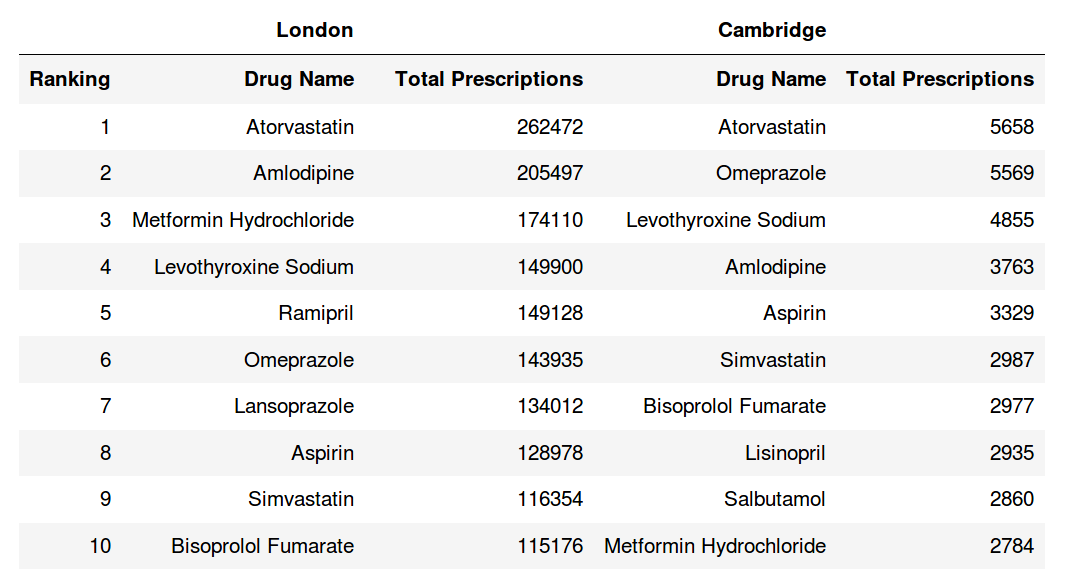 London Cambridge
Ranking Drug Name Total Prescriptions Drug Name Total Prescriptions
1 Atorvastatin 262472 Atorvastatin 5658
2 Amlodipine 205497 Omeprazole 5569
3 Metformin Hydrochloride 174110 Levothyroxine Sodium 4855
4 Levothyroxine Sodium 149900 Amlodipine 3763
5 Ramipril 149128 Aspirin 3329
6 Omeprazole 143935 Simvastatin 2987
7 Lansoprazole 134012 Bisoprolol Fumarate 2977
8 Aspirin 128978 Lisinopril 2935
9 Simvastatin 116354 Salbutamol 2860
10 Bisoprolol Fumarate 115176 Metformin Hydrochloride 2784